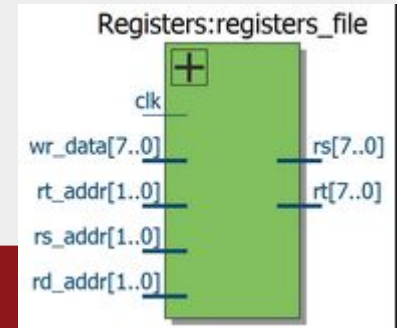 Registers:registers_file
clk
wr_data[7..0]
rs[7..0]
rt_addr[1..0]
rt[7..0]
rs_addr[1..0]
rd_addr[1..0]